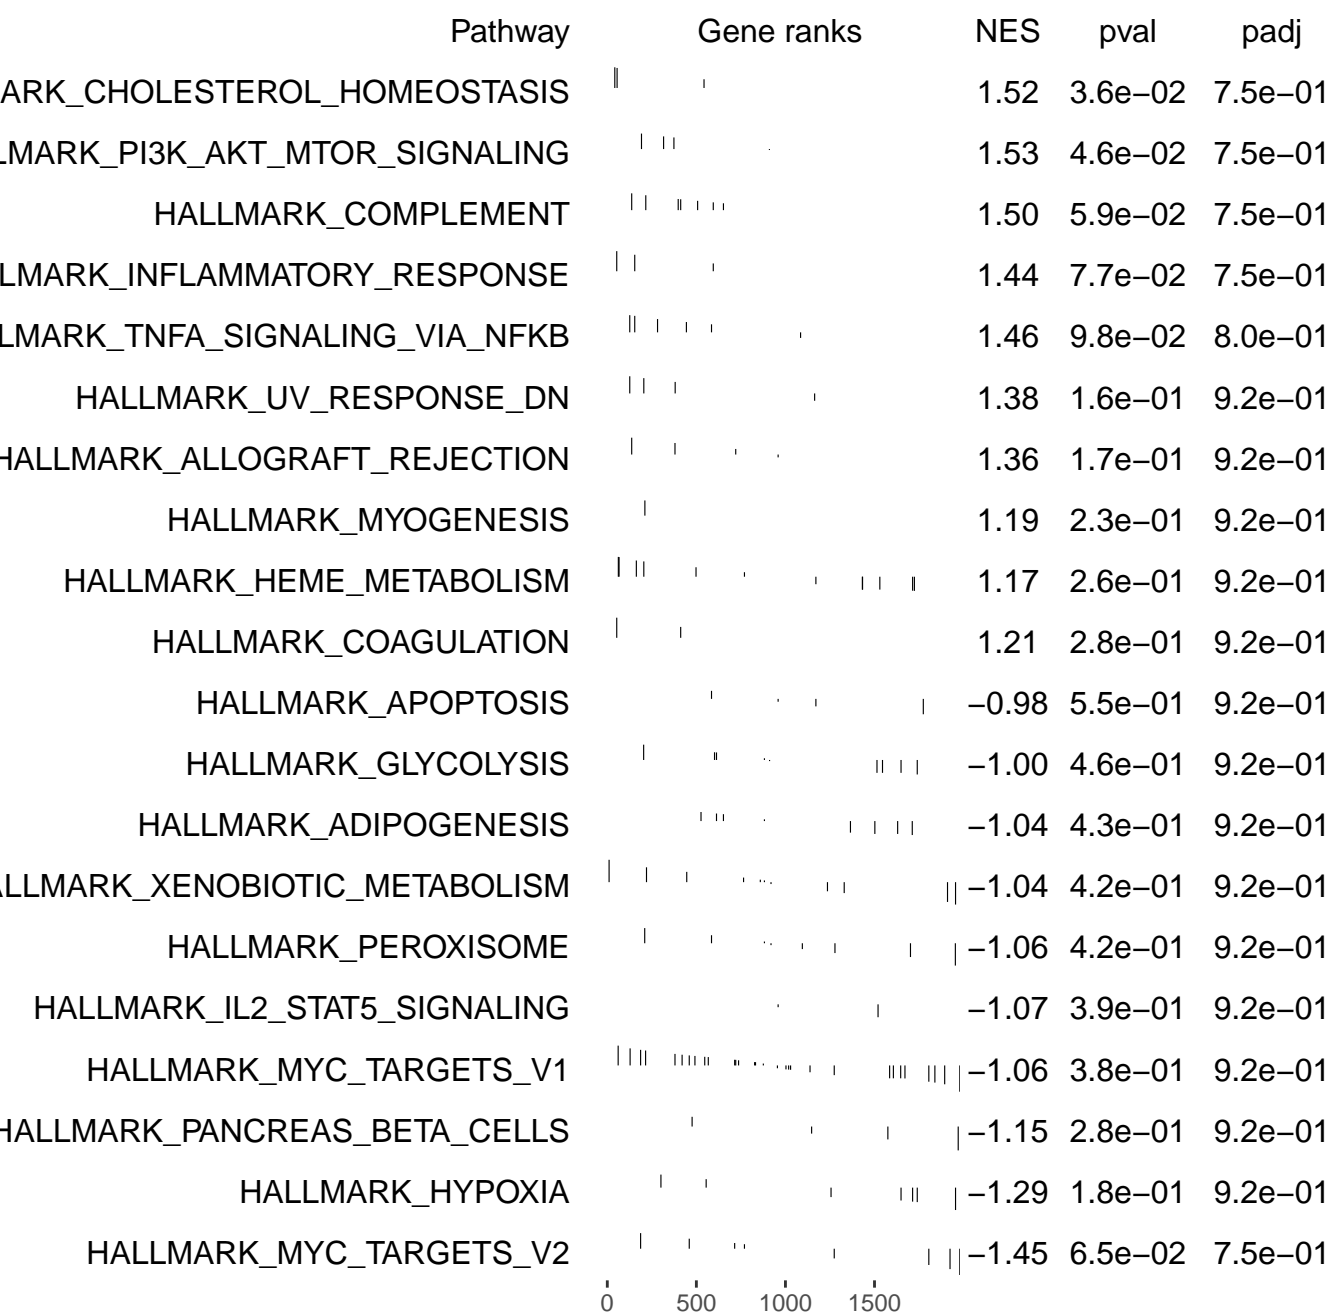 Pathway Gene ranks NES pval padj
ARK_CHOLESTEROL_HOMEOSTASIS 1.52 3.6e−02 7.5e−01
LMARK_PI3K_AKT_MTOR_SIGNALING 1.53 4.6e−02 7.5e−01
HALLMARK_COMPLEMENT 1.50 5.9e−02 7.5e−01
LMARK_INFLAMMATORY_RESPONSE 1.44 7.7e−02 7.5e−01
LMARK_TNFA_SIGNALING_VIA_NFKB 1.46 9.8e−02 8.0e−01
HALLMARK_UV_RESPONSE_DN 1.38 1.6e−01 9.2e−01
HALLMARK_ALLOGRAFT_REJECTION 1.36 1.7e−01 9.2e−01
HALLMARK_MYOGENESIS 1.19 2.3e−01 9.2e−01
HALLMARK_HEME_METABOLISM 1.17 2.6e−01 9.2e−01
HALLMARK_COAGULATION 1.21 2.8e−01 9.2e−01
HALLMARK_APOPTOSIS −0.98 5.5e−01 9.2e−01
HALLMARK_GLYCOLYSIS −1.00 4.6e−01 9.2e−01
HALLMARK_ADIPOGENESIS −1.04 4.3e−01 9.2e−01
ALLMARK_XENOBIOTIC_METABOLISM −1.04 4.2e−01 9.2e−01
HALLMARK_PEROXISOME −1.06 4.2e−01 9.2e−01
HALLMARK_IL2_STAT5_SIGNALING −1.07 3.9e−01 9.2e−01
HALLMARK_MYC_TARGETS_V1 −1.06 3.8e−01 9.2e−01
HALLMARK_PANCREAS_BETA_CELLS −1.15 2.8e−01 9.2e−01
HALLMARK_HYPOXIA −1.29 1.8e−01 9.2e−01
HALLMARK_MYC_TARGETS_V2 −1.45 6.5e−02 7.5e−01
0 500 1000 1500